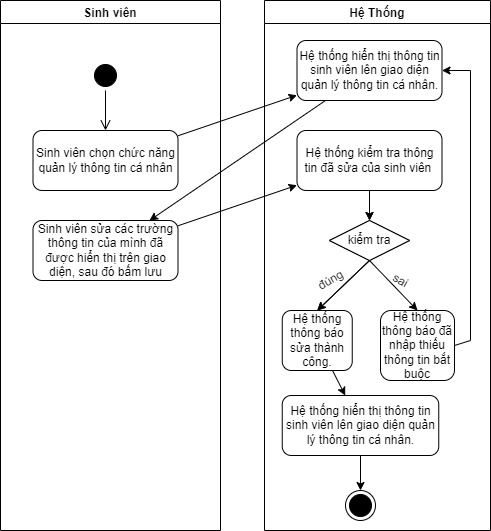 Sinh viên
Hệ Thống
Hệ thống hiển thị thông tin
sinh viên lên giao diện
quản lý thông tin cá nhân.
Sinh viên chọn chức năng
quản lý thông tin cá nhân
Hệ thống kiểm tra thông
tin đã sửa của sinh viên
Sinh viên sửa các trường
thông tin của mình đã
được hiển thị trên giao
diện, sau đó bấm lưu
kiểm tra
đúng
sai
Hệ thống
thông báo
sửa thành
công.
Hệ thống
thông báo đã
nhập thiếu
thông tin bắt
buộc
Hệ thống hiển thị thông tin
sinh viên lên giao diện quản
lý thông tin cá nhân.